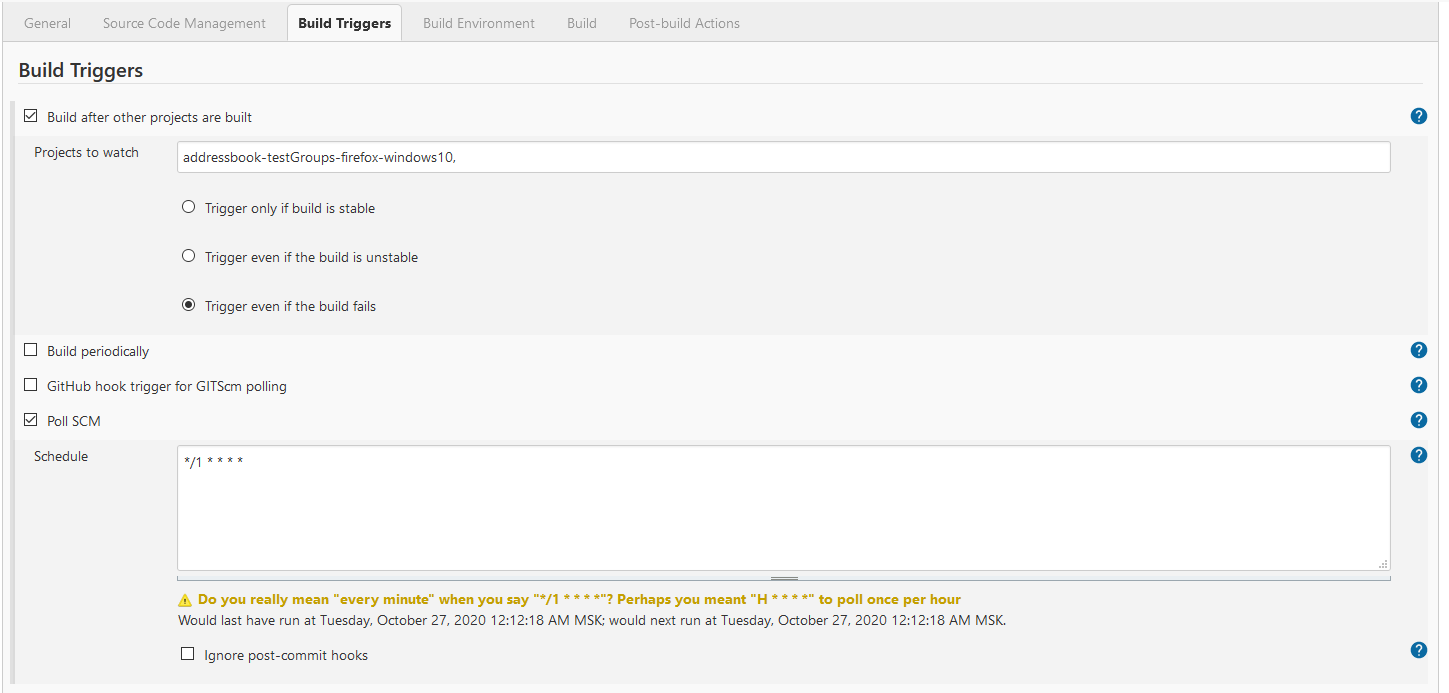 General Source Code Management Build Triggers Build Environment Build Post-build Actions
Build Triggers
Build after other projects are built ?
Projects to watch addressbook-testGroups-firefox-windows10,
Trigger only if build is stable
Trigger even if the build is unstable
Trigger even if the build fails
Build periodically ?
GitHub hook trigger for GITScm polling ?
Poll SCM ?
Schedule */1 * * * * ?
Do you really mean "every minute" when you say "*/1 * * * *"? Perhaps you meant "H * * * *" to poll once per hour
Would last have run at Tuesday, October 27, 2020 12:12:18 AM MSK; would next run at Tuesday, October 27, 2020 12:12:18 AM MSK.
Ignore post-commit hooks ?